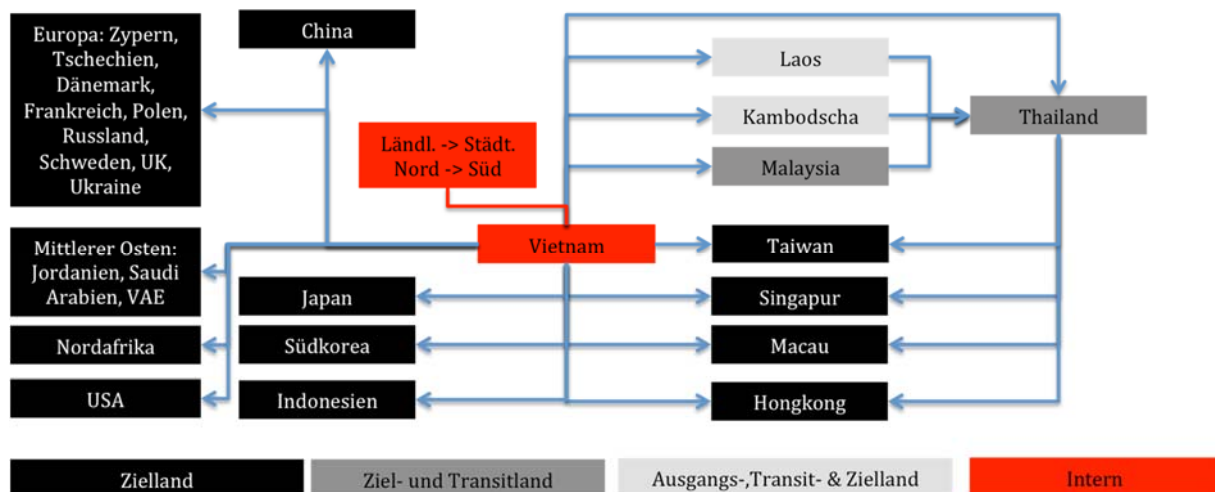 Europa: Zypern,
Tschechien,
Dänemark,
Frankreich, Polen,
Russland,
Schweden, UK,
Ukraine
China
Ländl. -> Städt.
Nord -> Süd
Laos
Kambodscha
Malaysia
Thailand
Mittlerer Osten:
Jordanien, Saudi
Arabien, VAE
Vietnam
Taiwan
Japan
Singapur
Nordafrika
Südkorea
Macau
USA
Indonesien
Hongkong
Zielland
Ziel- und Transitland
Ausgangs-,Transit- & Zielland
Intern